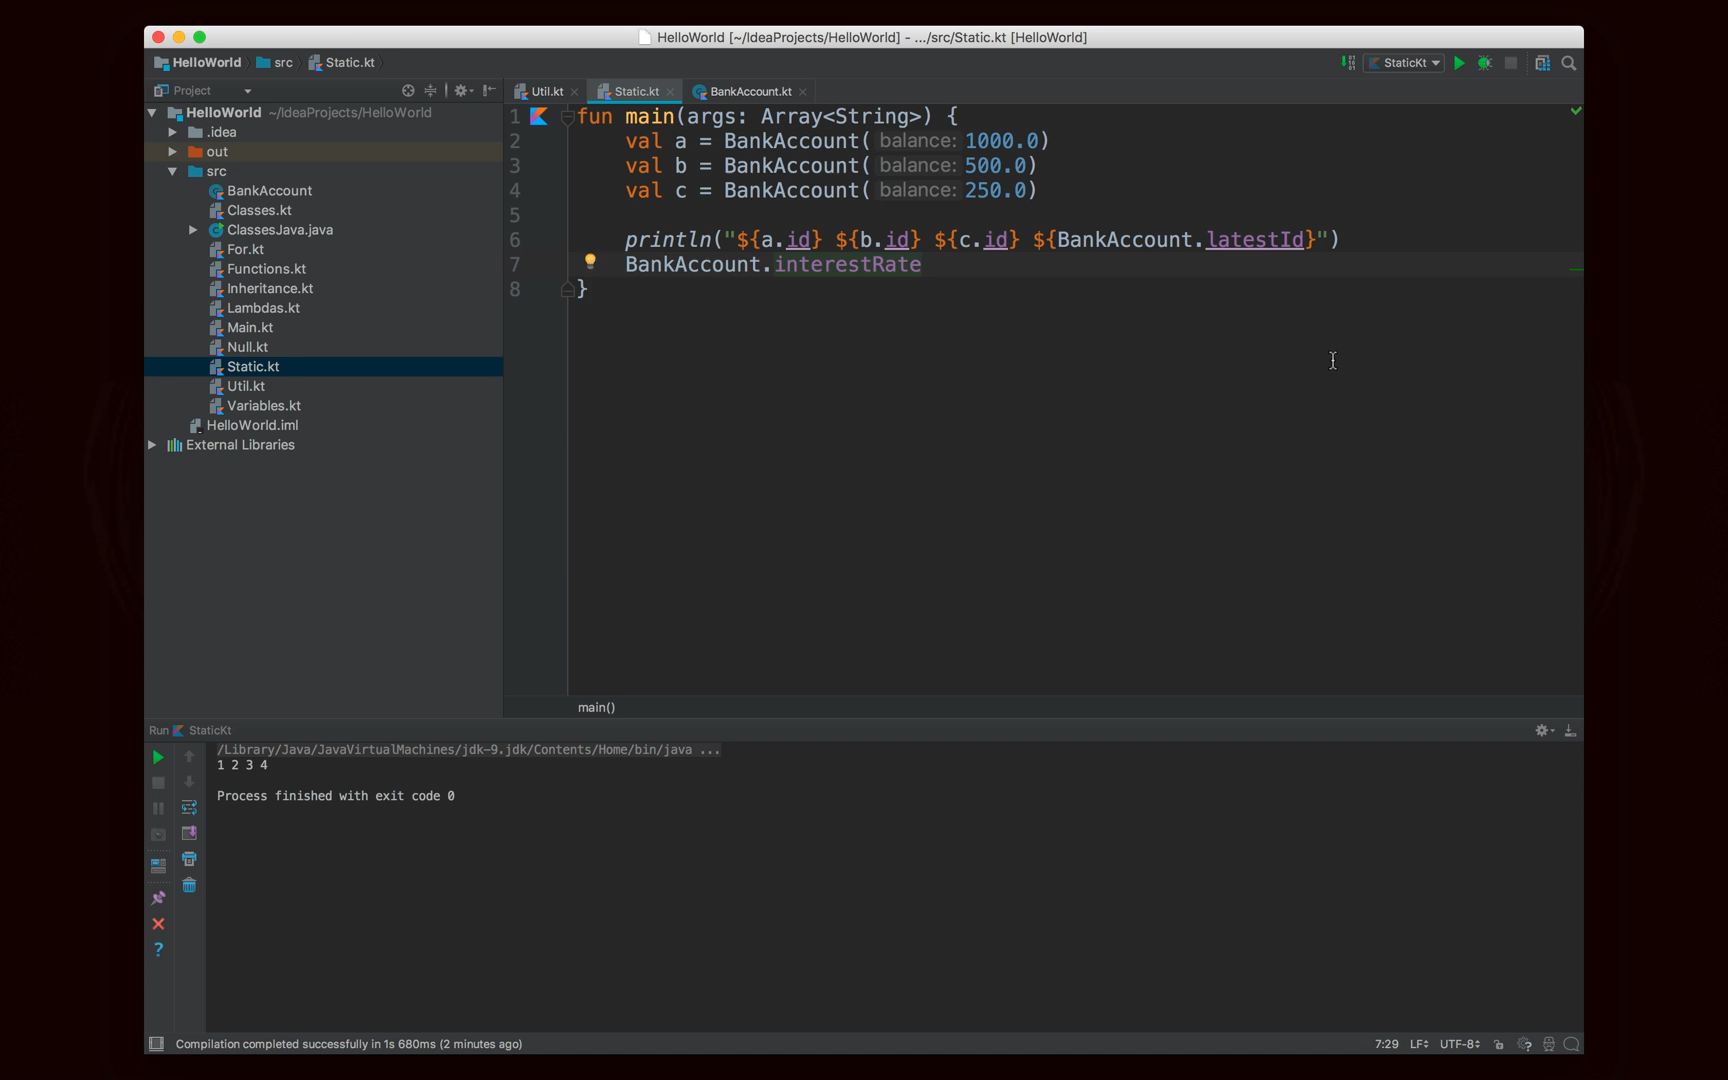 HelloWorld [~/IdeaProjects/HelloWorld] - .../src/Static.kt [HelloWorld]
HelloWorld src Static.kt StaticKt
Project
HelloWorld ~/IdeaProjects/HelloWorld
.idea
out
src
BankAccount
Classes.kt
ClassesJava.java
For.kt
Functions.kt
Inheritance.kt
Lambdas.kt
Main.kt
Null.kt
Static.kt
Util.kt
Variables.kt
HelloWorld.iml
External Libraries
Util.kt Static.kt BankAccount.kt
1 fun main(args: Array<String>) {
2 val a = BankAccount( balance: 1000.0)
3 val b = BankAccount( balance: 500.0)
4 val c = BankAccount( balance: 250.0)
5
6 println("${a.id} ${b.id} ${c.id} ${BankAccount.latestId}")
7 BankAccount.interestRate
8 }
main()
Run StaticKt
/Library/Java/JavaVirtualMachines/jdk-9.jdk/Contents/Home/bin/java ...
1 2 3 4
Process finished with exit code 0
Compilation completed successfully in 1s 680ms (2 minutes ago) 7:29 LF UTF-8